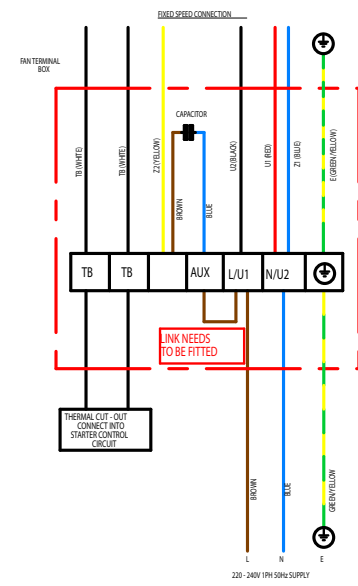 FIXED SPEED CONNECTION
FAN TERMINAL
BOX
CAPACITOR
TB (WHITE)
TB (WHITE)
Z2(YELLOW)
BROWN
BLUE
U2(BLACK)
U1 (RED)
Z1 (BLUE)
E(GREEN/YELLOW)
TB
TB
AUX
L/U1
N/U2
LINK NEEDS
TO BE FITTED
THERMAL CUT - OUT
CONNECT INTO
STARTER CONTROL
CIRCUIT
BROWN
BLUE
GREEN/YELLOW
L
N
E
220 - 240V 1PH 50Hz SUPPLY